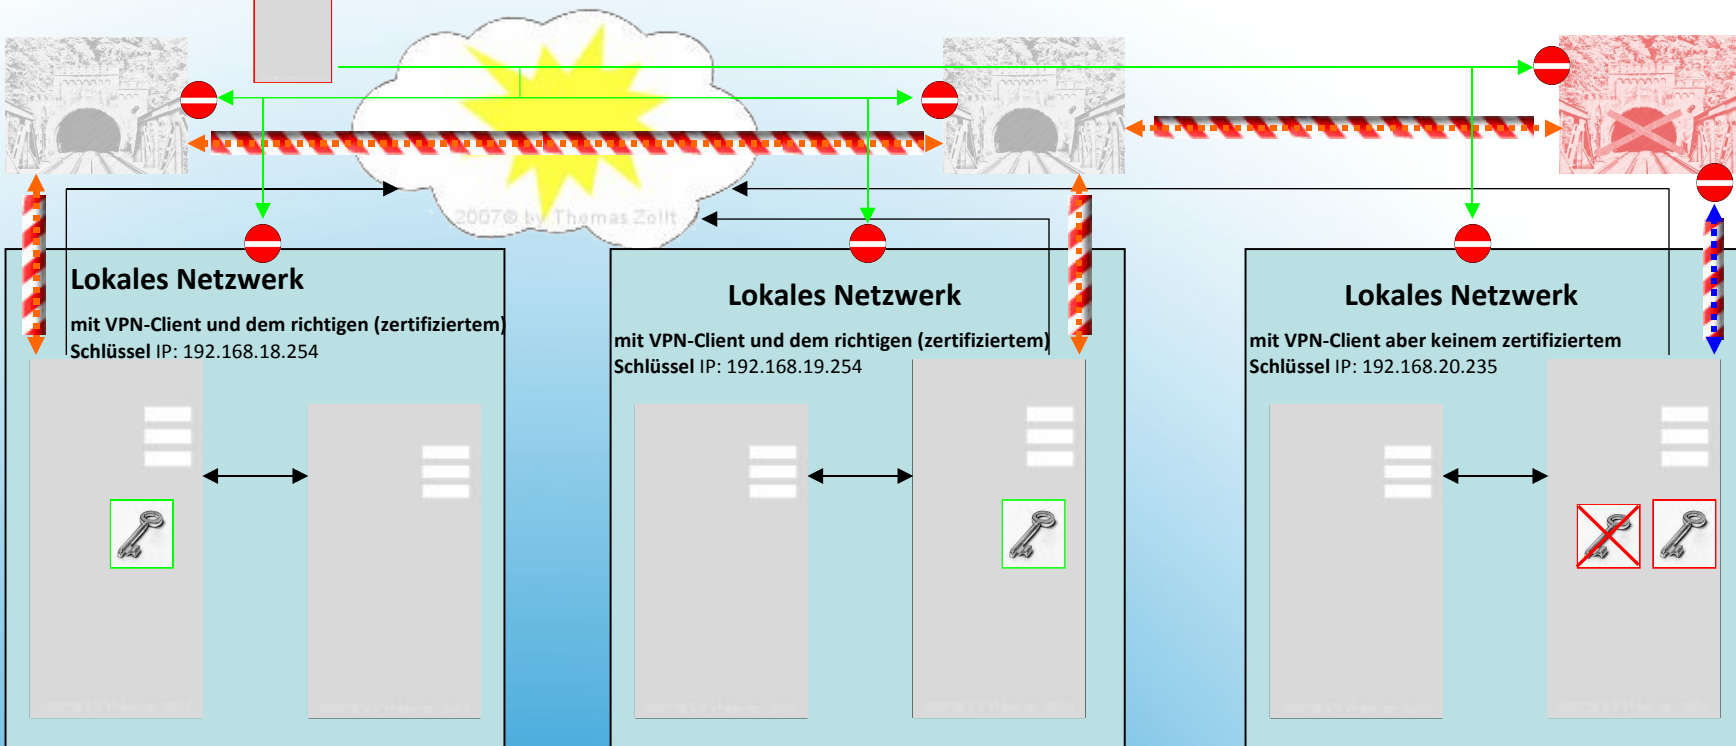 2007® by Thomas Zollt
Lokales Netzwerk
mit VPN-Client und dem richtigen (zertifiziertem)
Schlüssel IP: 192.168.18.254
Lokales Netzwerk
mit VPN-Client und dem richtigen (zertifiziertem)
Schlüssel IP: 192.168.19.254
Lokales Netzwerk
mit VPN-Client aber keinem zertifiziertem
Schlüssel IP: 192.168.20.235